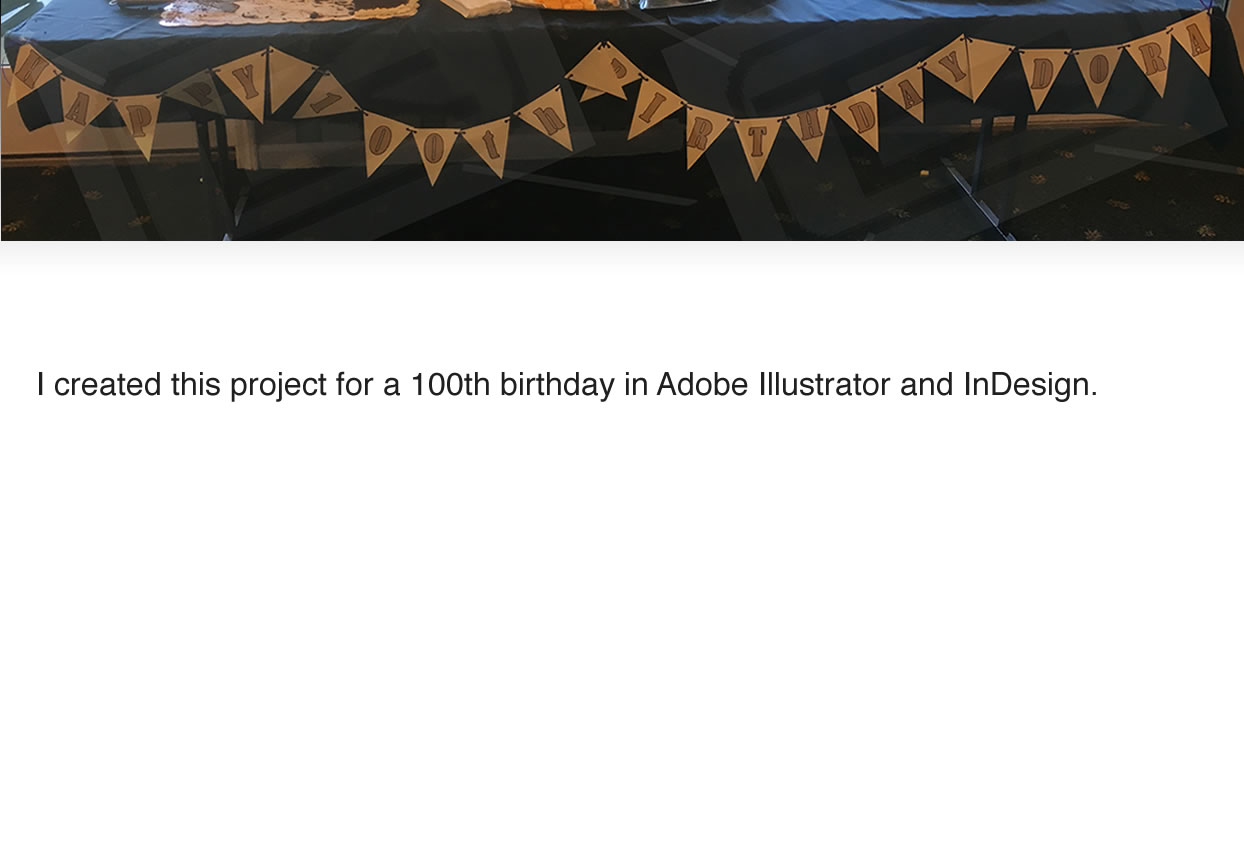 HAPPY 100th BIRTHDAY DORA
I created this project for a 100th birthday in Adobe Illustrator and InDesign.